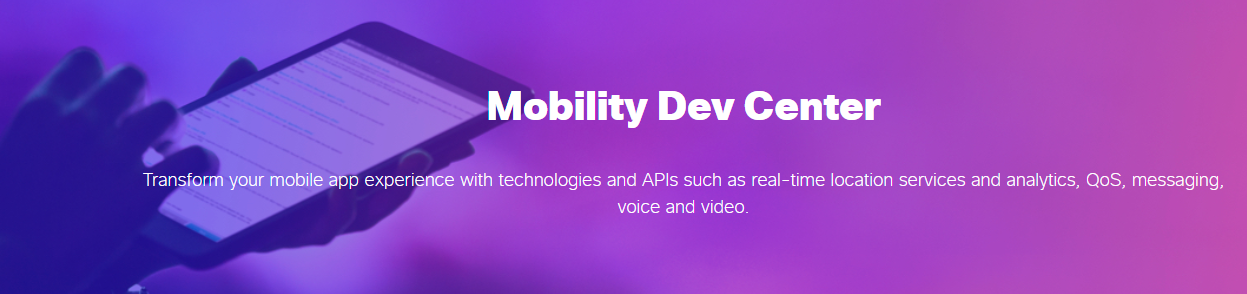 Mobility Dev Center
Transform your mobile app experience with technologies and APIs such as real-time location services and analytics, QoS, messaging,
voice and video.